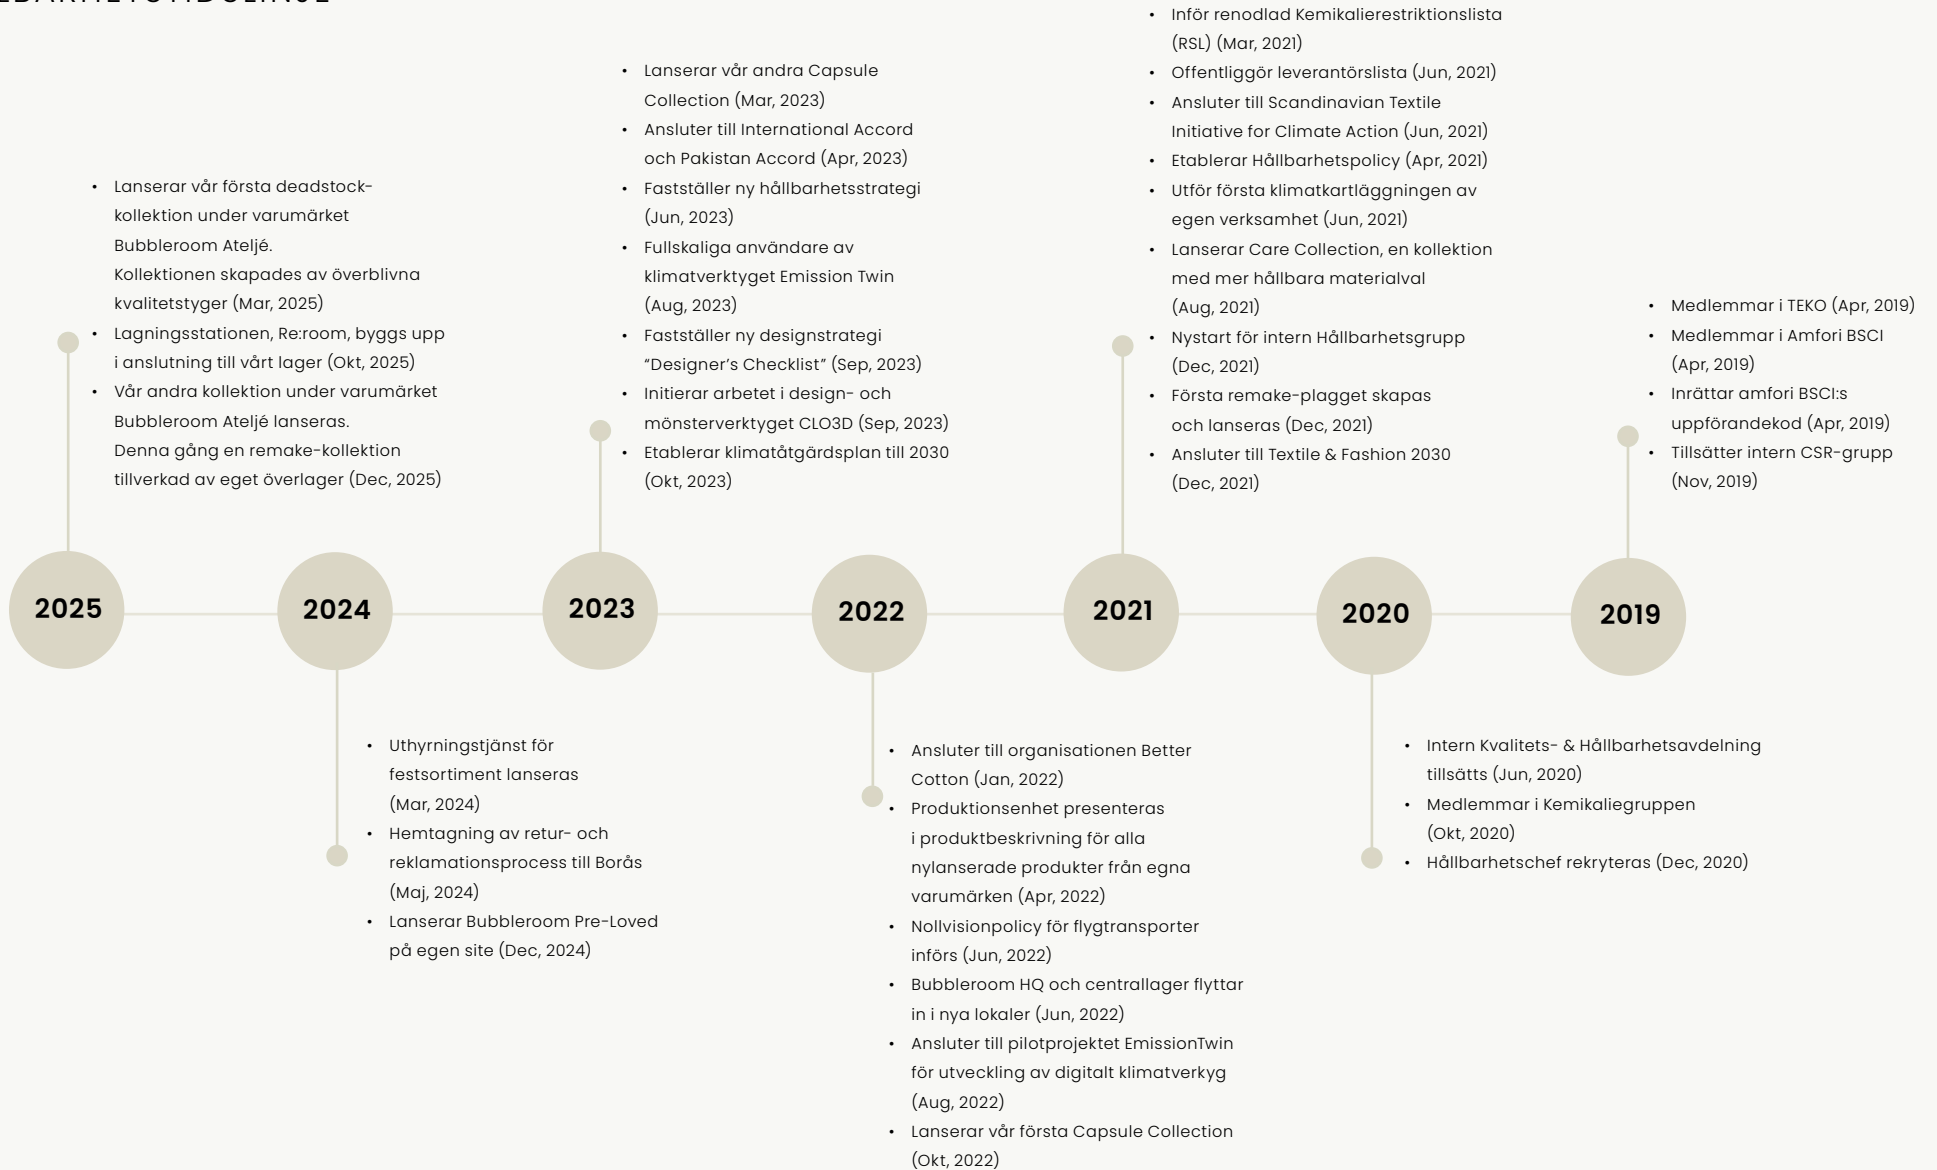 • Lanserar vår första deadstock-
kollektion under varumärket
Bubbleroom Ateljé.
Kollektionen skapades av överblivna
kvalitetstyger (Mar, 2025)
• Lagningsstationen, Re:room, byggs upp
i anslutning till vårt lager (Okt, 2025)
• Vår andra kollektion under varumärket
Bubbleroom Ateljé lanseras.
Denna gång en remake-kollektion
tillverkad av eget överlager (Dec, 2025)
• Lanserar vår andra Capsule
Collection (Mar, 2023)
• Ansluter till International Accord
och Pakistan Accord (Apr, 2023)
• Fastställer ny hållbarhetsstrategi
(Jun, 2023)
• Fullskaliga användare av
klimatverktyget Emission Twin
(Aug, 2023)
• Fastställer ny designstrategi
“Designer’s Checklist” (Sep, 2023)
• Initierar arbetet i design- och
mönsterverktyget CLO3D (Sep, 2023)
• Etablerar klimatåtgärdsplan till 2030
(Okt, 2023)
• Inför renodlad Kemikalierestriktionslista
(RSL) (Mar, 2021)
• Offentliggör leverantörslista (Jun, 2021)
• Ansluter till Scandinavian Textile
Initiative for Climate Action (Jun, 2021)
• Etablerar Hållbarhetspolicy (Apr, 2021)
• Utför första klimatkartläggningen av
egen verksamhet (Jun, 2021)
• Lanserar Care Collection, en kollektion
med mer hållbara materialval
(Aug, 2021)
• Nystart för intern Hållbarhetsgrupp
(Dec, 2021)
• Första remake-plagget skapas
och lanseras (Dec, 2021)
• Ansluter till Textile & Fashion 2030
(Dec, 2021)
• Medlemmar i TEKO (Apr, 2019)
• Medlemmar i Amfori BSCI
(Apr, 2019)
• Inrättar amfori BSCI:s
uppförandekod (Apr, 2019)
• Tillsätter intern CSR-grupp
(Nov, 2019)
2025 2024 2023 2022 2021 2020 2019
• Uthyrningstjänst för
festsortiment lanseras
(Mar, 2024)
• Hemtagning av retur- och
reklamationsprocess till Borås
(Maj, 2024)
• Lanserar Bubbleroom Pre-Loved
på egen site (Dec, 2024)
• Ansluter till organisationen Better
Cotton (Jan, 2022)
• Produktionsenhet presenteras
i produktbeskrivning för alla
nylanserade produkter från egna
varumärken (Apr, 2022)
• Nollvisionpolicy för flygtransporter
införs (Jun, 2022)
• Bubbleroom HQ och centrallager flyttar
in i nya lokaler (Jun, 2022)
• Ansluter till pilotprojektet EmissionTwin
för utveckling av digitalt klimatverkyg
(Aug, 2022)
• Lanserar vår första Capsule Collection
(Okt, 2022)
• Intern Kvalitets- & Hållbarhetsavdelning
tillsätts (Jun, 2020)
• Medlemmar i Kemikaliegruppen
(Okt, 2020)
• Hållbarhetschef rekryteras (Dec, 2020)